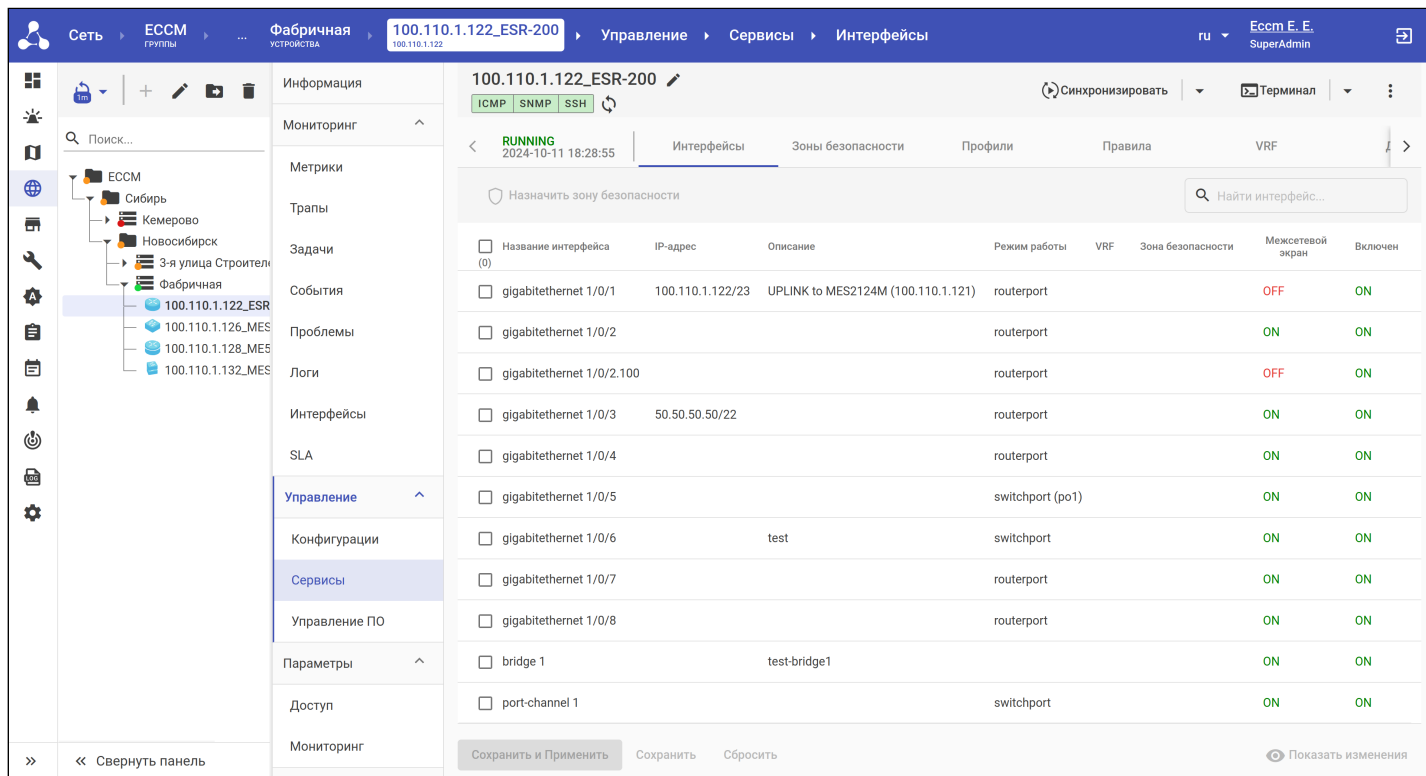 Сеть
ЕССМ
ГРУППЫ
...
Фабричная
УСТРОЙСТВА
100.110.1.122_ESR-200
100.110.1.122
Управление
Сервисы
Интерфейсы
ru
Eccm E. E.
SuperAdmin
1m
Поиск...
ЕССМ
Сибирь
Кемерово
Новосибирск
3-я улица Строител
Фабричная
100.110.1.122_ESR
100.110.1.126_MES
100.110.1.128_ME5
100.110.1.132_MES
LOG
Свернуть панель
Информация
Мониторинг
Метрики
Трапы
Задачи
События
Проблемы
Логи
Интерфейсы
SLA
Управление
Конфигурации
Сервисы
Управление ПО
Параметры
Доступ
Мониторинг
100.110.1.122_ESR-200
ICMP SNMP SSH
Синхронизировать
Терминал
RUNNING
2024-10-11 18:28:55
Интерфейсы Зоны безопасности Профили Правила VRF
Назначить зону безопасности
Найти интерфейс...
(0) Название интерфейса IP-адрес Описание Режим работы VRF Зона безопасности Межсетевой экран Включен
gigabitethernet 1/0/1 100.110.1.122/23 UPLINK to MES2124M (100.110.1.121) routerport OFF ON
gigabitethernet 1/0/2 routerport ON ON
gigabitethernet 1/0/2.100 routerport OFF ON
gigabitethernet 1/0/3 50.50.50.50/22 routerport ON ON
gigabitethernet 1/0/4 routerport ON ON
gigabitethernet 1/0/5 switchport (po1) ON ON
gigabitethernet 1/0/6 test switchport ON ON
gigabitethernet 1/0/7 routerport ON ON
gigabitethernet 1/0/8 routerport ON ON
bridge 1 test-bridge1 ON ON
port-channel 1 switchport ON ON
Сохранить и Применить Сохранить Сбросить Показать изменения